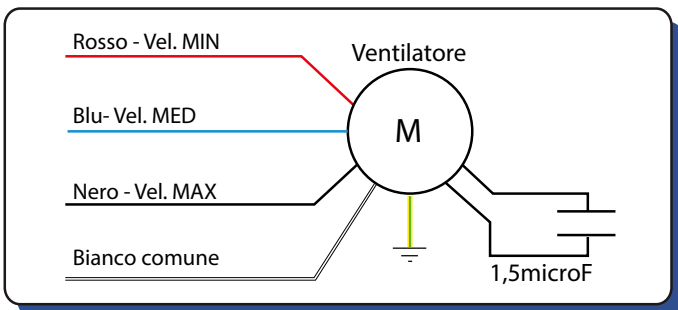 Rosso - Vel. MIN
Ventilatore
Blu- Vel. MED
M
Nero - Vel. MAX
Bianco comune
1,5microF